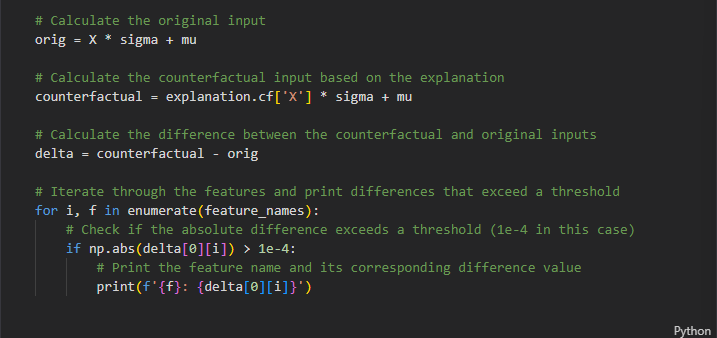 # Calculate the original input
orig = X * sigma + mu
# Calculate the counterfactual input based on the explanation
counterfactual = explanation.cf['X'] * sigma + mu
# Calculate the difference between the counterfactual and original inputs
delta = counterfactual - orig
# Iterate through the features and print differences that exceed a threshold
for i, f in enumerate(feature_names):
    # Check if the absolute difference exceeds a threshold (1e-4 in this case)
    if np.abs(delta[0][i]) > 1e-4:
        # Print the feature name and its corresponding difference value
        print(f'{f}: {delta[0][i]}')
Python